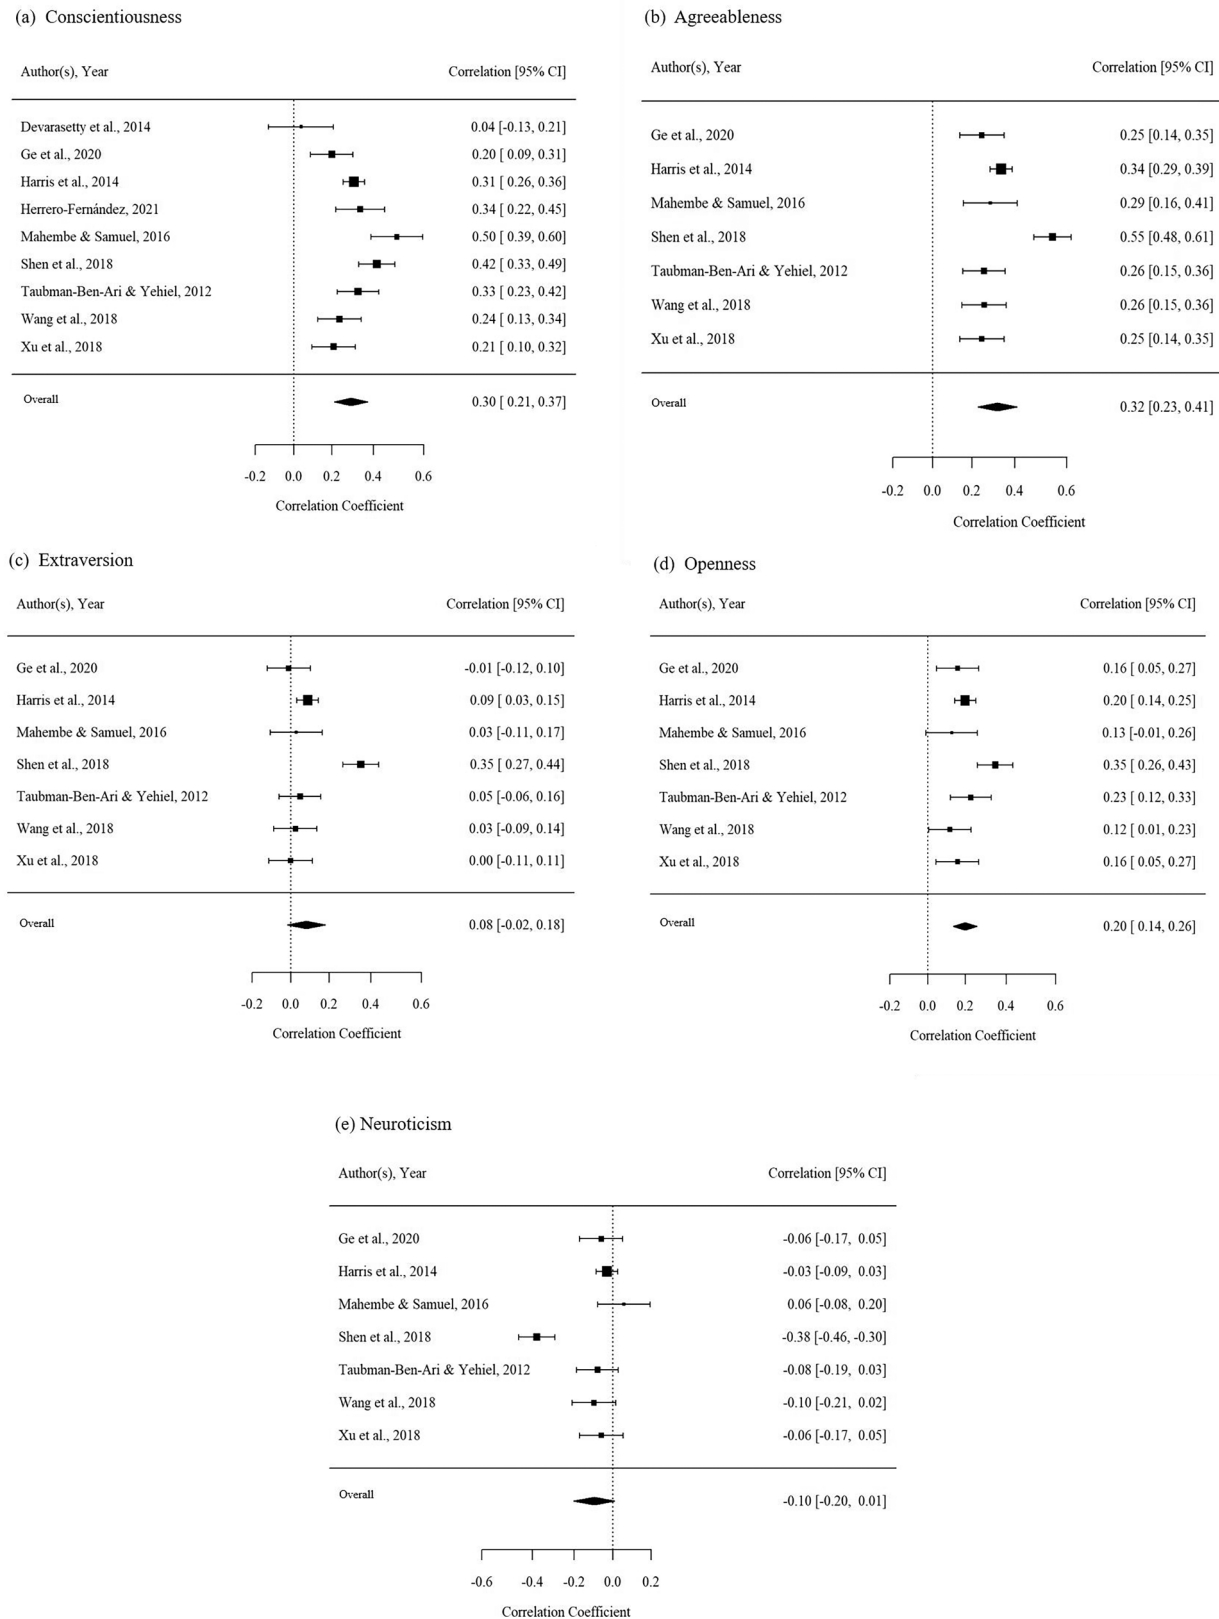 (a) Conscientiousness
Author(s), Year Correlation [95% CI]
Devarasetty et al., 2014 0.04 [-0.13, 0.21]
Ge et al., 2020 0.20 [ 0.09, 0.31]
Harris et al., 2014 0.31 [ 0.26, 0.36]
Herrero-Fernández, 2021 0.34 [ 0.22, 0.45]
Mahembe & Samuel, 2016 0.50 [ 0.39, 0.60]
Shen et al., 2018 0.42 [ 0.33, 0.49]
Taubman-Ben-Ari & Yehiel, 2012 0.33 [ 0.23, 0.42]
Wang et al., 2018 0.24 [ 0.13, 0.34]
Xu et al., 2018 0.21 [ 0.10, 0.32]
Overall 0.30 [ 0.21, 0.37]
-0.2 0.0 0.2 0.4 0.6
Correlation Coefficient
(b) Agreeableness
Author(s), Year Correlation [95% CI]
Ge et al., 2020 0.25 [0.14, 0.35]
Harris et al., 2014 0.34 [0.29, 0.39]
Mahembe & Samuel, 2016 0.29 [0.16, 0.41]
Shen et al., 2018 0.55 [0.48, 0.61]
Taubman-Ben-Ari & Yehiel, 2012 0.26 [0.15, 0.36]
Wang et al., 2018 0.26 [0.15, 0.36]
Xu et al., 2018 0.25 [0.14, 0.35]
Overall 0.32 [0.23, 0.41]
-0.2 0.0 0.2 0.4 0.6
Correlation Coefficient
(c) Extraversion
Author(s), Year Correlation [95% CI]
Ge et al., 2020 -0.01 [-0.12, 0.10]
Harris et al., 2014 0.09 [ 0.03, 0.15]
Mahembe & Samuel, 2016 0.03 [-0.11, 0.17]
Shen et al., 2018 0.35 [ 0.27, 0.44]
Taubman-Ben-Ari & Yehiel, 2012 0.05 [-0.06, 0.16]
Wang et al., 2018 0.03 [-0.09, 0.14]
Xu et al., 2018 0.00 [-0.11, 0.11]
Overall 0.08 [-0.02, 0.18]
-0.2 0.0 0.2 0.4 0.6
Correlation Coefficient
(d) Openness
Author(s), Year Correlation [95% CI]
Ge et al., 2020 0.16 [ 0.05, 0.27]
Harris et al., 2014 0.20 [ 0.14, 0.25]
Mahembe & Samuel, 2016 0.13 [-0.01, 0.26]
Shen et al., 2018 0.35 [ 0.26, 0.43]
Taubman-Ben-Ari & Yehiel, 2012 0.23 [ 0.12, 0.33]
Wang et al., 2018 0.12 [ 0.01, 0.23]
Xu et al., 2018 0.16 [ 0.05, 0.27]
Overall 0.20 [ 0.14, 0.26]
-0.2 0.0 0.2 0.4 0.6
Correlation Coefficient
(e) Neuroticism
Author(s), Year Correlation [95% CI]
Ge et al., 2020 -0.06 [-0.17, 0.05]
Harris et al., 2014 -0.03 [-0.09, 0.03]
Mahembe & Samuel, 2016 0.06 [-0.08, 0.20]
Shen et al., 2018 -0.38 [-0.46, -0.30]
Taubman-Ben-Ari & Yehiel, 2012 -0.08 [-0.19, 0.03]
Wang et al., 2018 -0.10 [-0.21, 0.02]
Xu et al., 2018 -0.06 [-0.17, 0.05]
Overall -0.10 [-0.20, 0.01]
-0.6 -0.4 -0.2 0.0 0.2
Correlation Coefficient